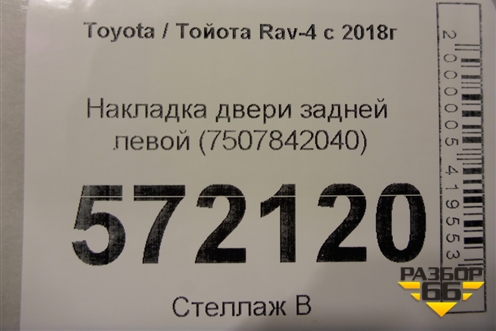 Toyota / Тойота Rav-4 с 2018г
Накладка двери задней
левой (7507842040)
572120
Стеллаж В
2000005419553
РАЗБОР
66